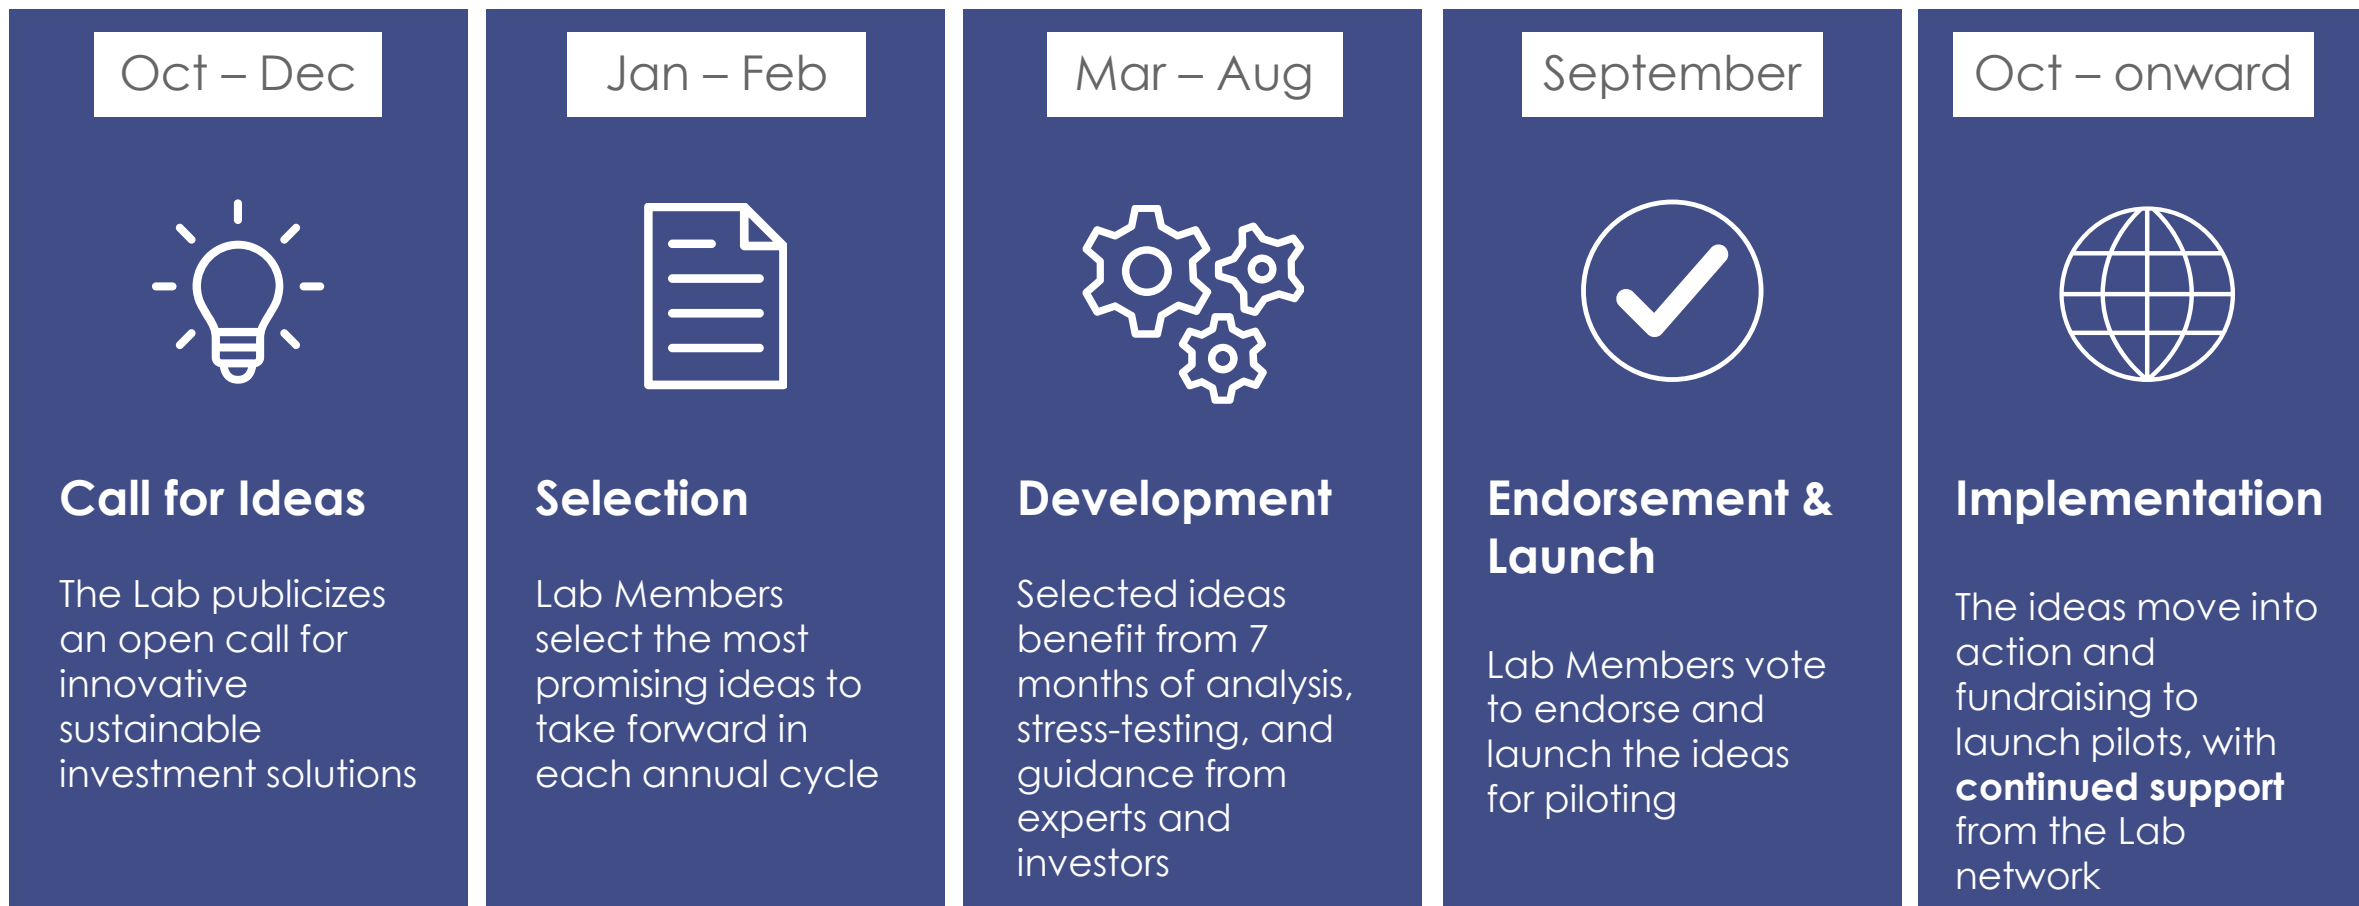 Oct – Dec
Call for Ideas
The Lab publicizes
an open call for
innovative
sustainable
investment solutions
Jan – Feb
Selection
Lab Members
select the most
promising ideas to
take forward in
each annual cycle
Mar – Aug
Development
Selected ideas
benefit from 7
months of analysis,
stress-testing, and
guidance from
experts and
investors
September
Endorsement &
Launch
Lab Members vote
to endorse and
launch the ideas
for piloting
Oct – onward
Implementation
The ideas move into
action and
fundraising to
launch pilots, with
continued support
from the Lab
network